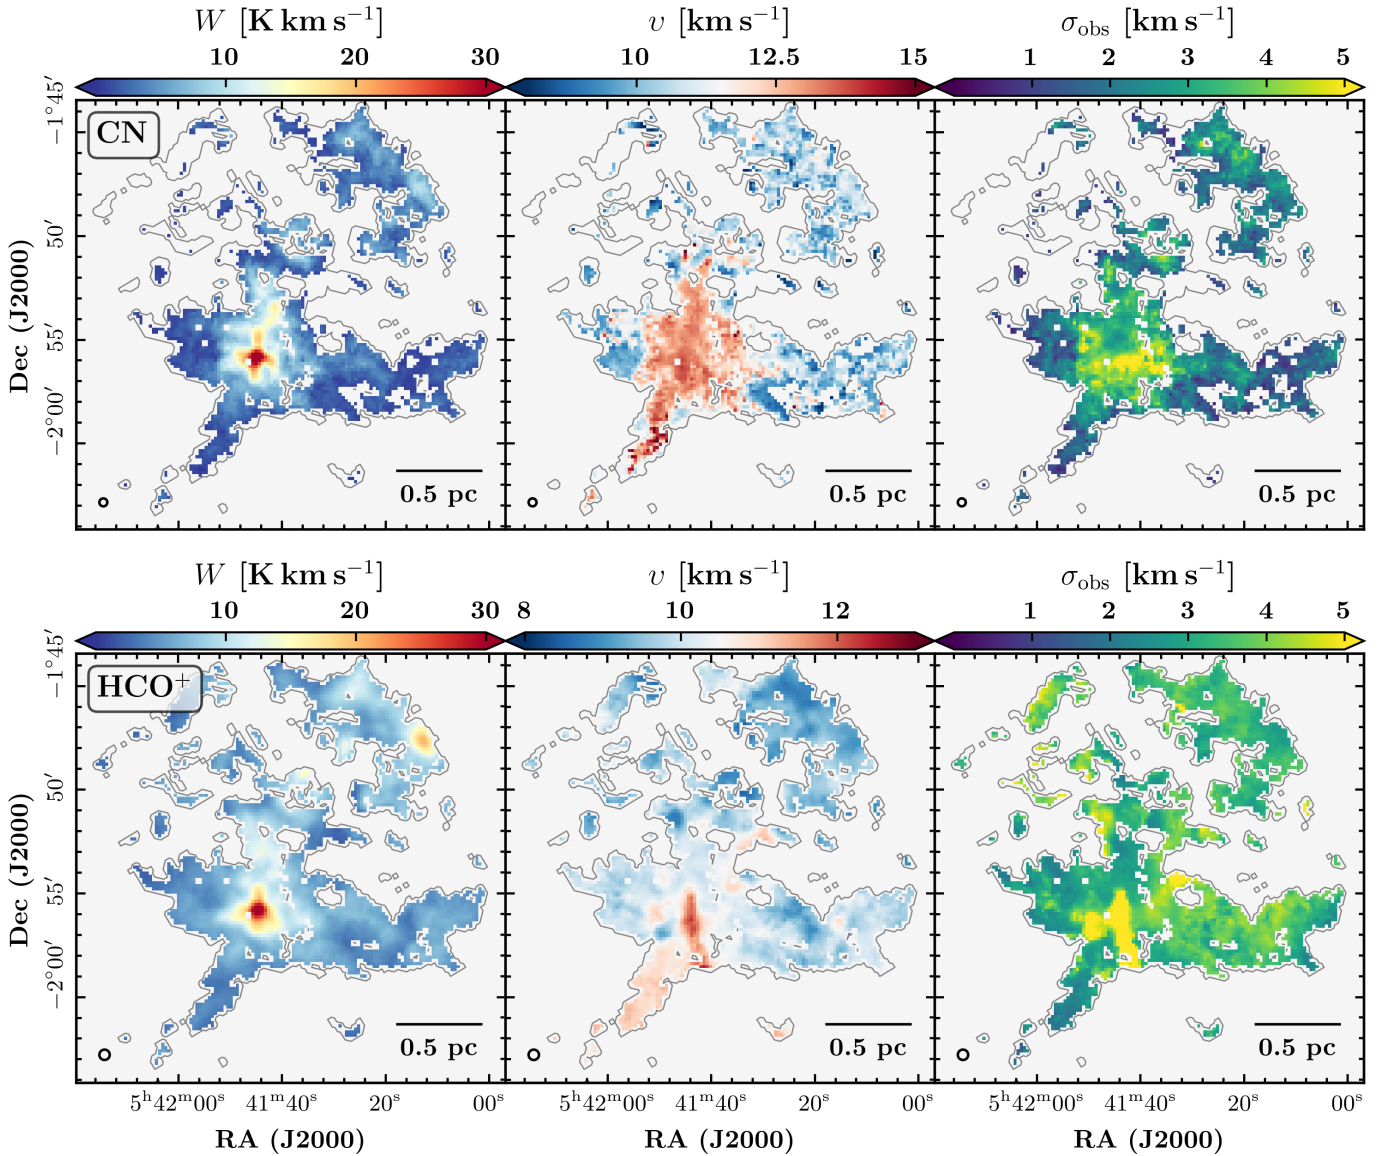 W [K km s⁻¹] v [km s⁻¹] σobs [km s⁻¹]
10 20 30 10 12.5 15 1 2 3 4 5
CN
−1°45′
50′
55′
−2°00′
Dec (J2000)
0.5 pc 0.5 pc 0.5 pc
W [K km s⁻¹] v [km s⁻¹] σobs [km s⁻¹]
10 20 30 8 10 12 1 2 3 4 5
HCO⁺
−1°45′
50′
55′
−2°00′
Dec (J2000)
0.5 pc 0.5 pc 0.5 pc
5ʰ42ᵐ00ˢ 41ᵐ40ˢ 20ˢ 00ˢ 5ʰ42ᵐ00ˢ 41ᵐ40ˢ 20ˢ 00ˢ 5ʰ42ᵐ00ˢ 41ᵐ40ˢ 20ˢ 00ˢ
RA (J2000) RA (J2000) RA (J2000)